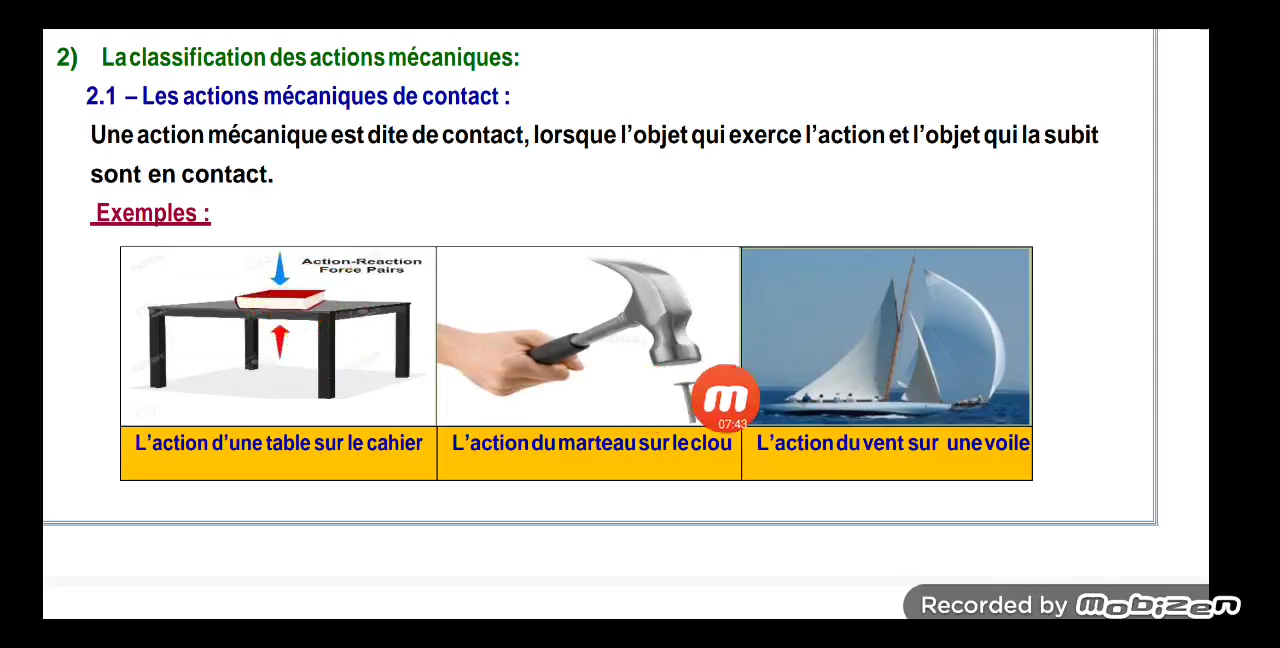 2) La classification des actions mécaniques:
2.1 – Les actions mécaniques de contact :
Une action mécanique est dite de contact, lorsque l’objet qui exerce l’action et l’objet qui la subit
sont en contact.
Exemples :
Action-Reaction
Force Pairs
07:43
L’action d’une table sur le cahier
L’action du marteau sur le clou
L’action du vent sur une voile
Recorded by Mobizen